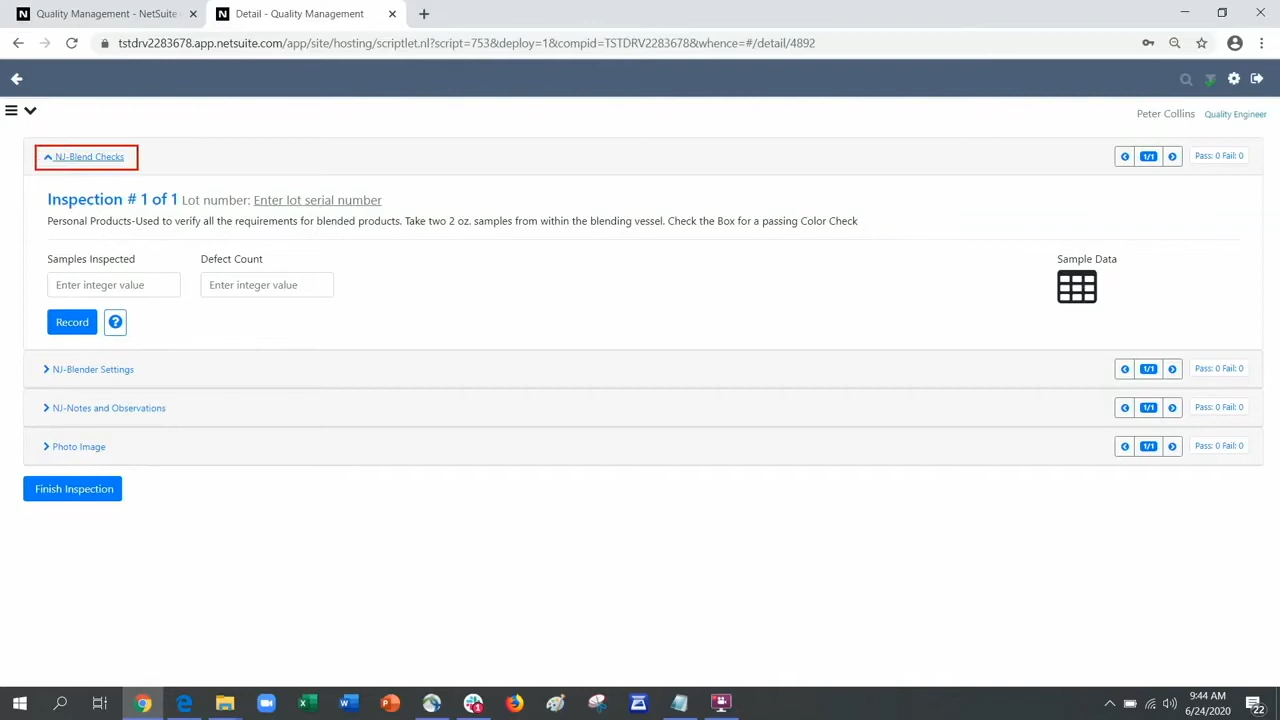 Quality Management - NetSuite
Detail - Quality Management
tstdrv2283678.app.netsuite.com/app/site/hosting/scriptlet.nl?script=753&deploy=1&compid=TSTDRV2283678&whence=#/detail/4892
Peter Collins Quality Engineer
NJ-Blend Checks 1/1 Pass: 0 Fail: 0
Inspection # 1 of 1 Lot number: Enter lot serial number
Personal Products-Used to verify all the requirements for blended products. Take two 2 oz. samples from within the blending vessel. Check the Box for a passing Color Check
Samples Inspected Defect Count Sample Data
Enter integer value Enter integer value
Record ?
NJ-Blender Settings 1/1 Pass: 0 Fail: 0
NJ-Notes and Observations 1/1 Pass: 0 Fail: 0
Photo Image 1/1 Pass: 0 Fail: 0
Finish Inspection
9:44 AM
6/24/2020
22